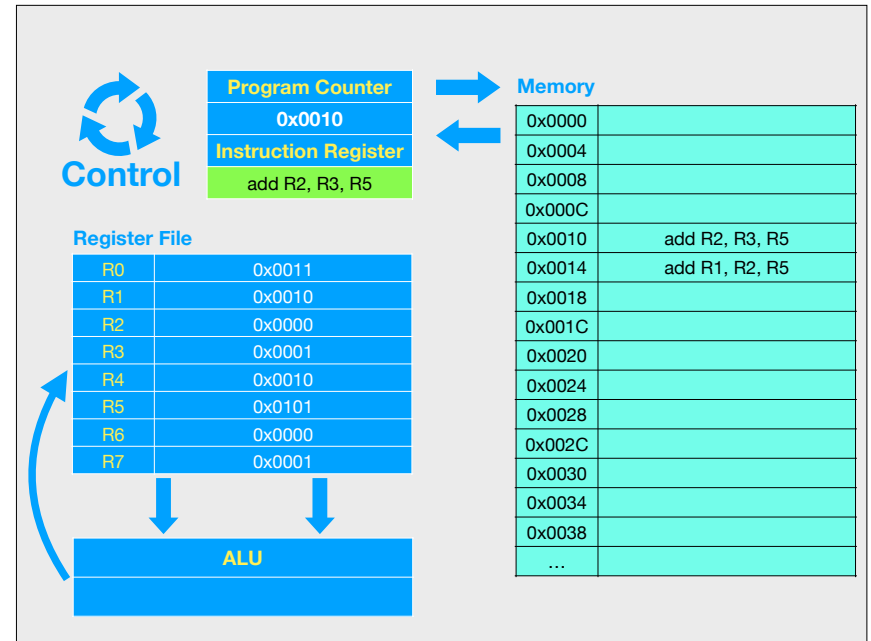 Program Counter
0x0010
Instruction Register
add R2, R3, R5
Control
Memory
0x0000
0x0004
0x0008
0x000C
0x0010 add R2, R3, R5
0x0014 add R1, R2, R5
0x0018
0x001C
0x0020
0x0024
0x0028
0x002C
0x0030
0x0034
0x0038
…
Register File
R0 0x0011
R1 0x0010
R2 0x0000
R3 0x0001
R4 0x0010
R5 0x0101
R6 0x0000
R7 0x0001
ALU